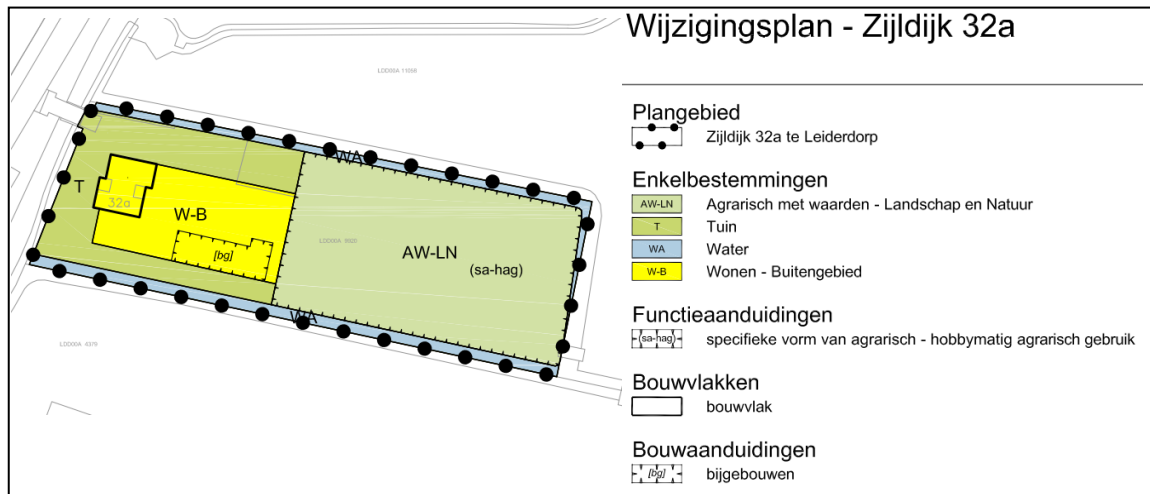 Wijzigingsplan - Zijldijk 32a
LDD00A 11056
WA
T
32a
W-B
[bg]
LDD00A 9920
AW-LN
(sa-hag)
WA
LDD00A 4379
Plangebied
Zijldijk 32a te Leiderdorp
Enkelbestemmingen
AW-LN Agrarisch met waarden - Landschap en Natuur
T Tuin
WA Water
W-B Wonen - Buitengebied
Functieaanduidingen
(sa-hag) specifieke vorm van agrarisch - hobbymatig agrarisch gebruik
Bouwvlakken
bouwvlak
Bouwaanduidingen
[bg] bijgebouwen